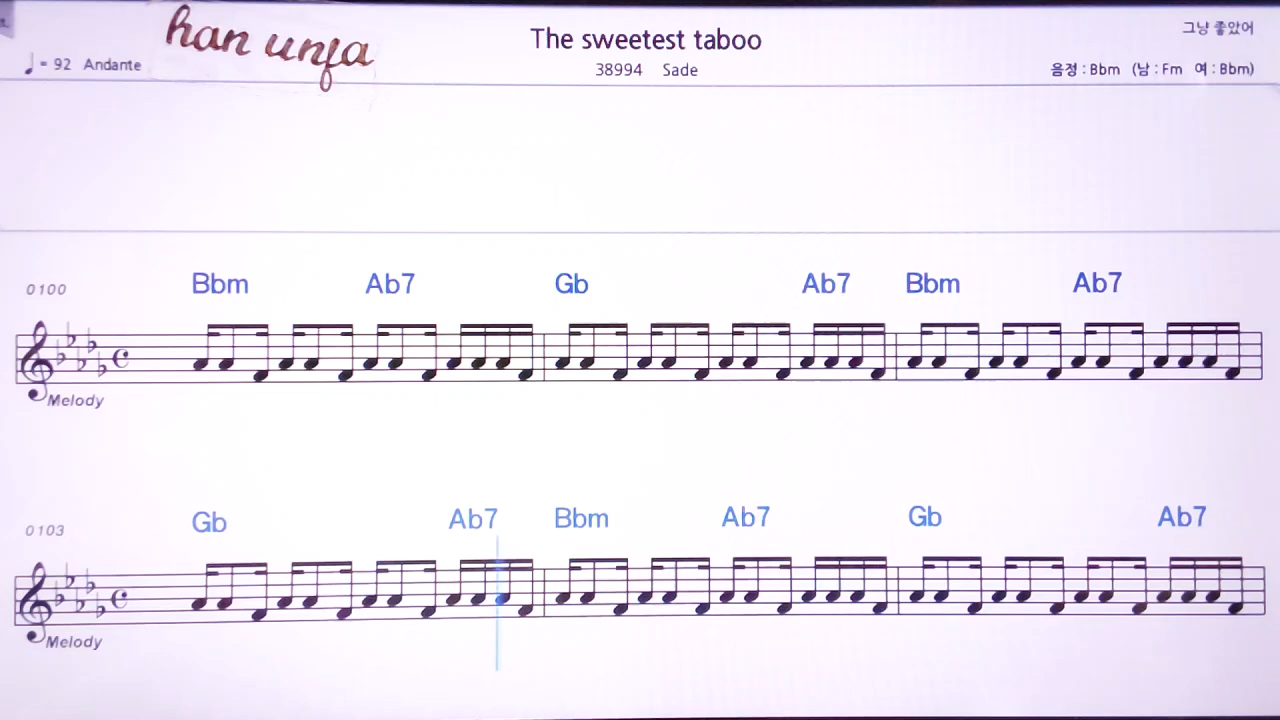 han unfa
The sweetest taboo
그냥 좋았어
= 92 Andante
38994 Sade
음정 : Bbm (남 : Fm 여 : Bbm)
0100 Bbm Ab7 Gb Ab7 Bbm Ab7
Melody
0103 Gb Ab7 Bbm Ab7 Gb Ab7
Melody